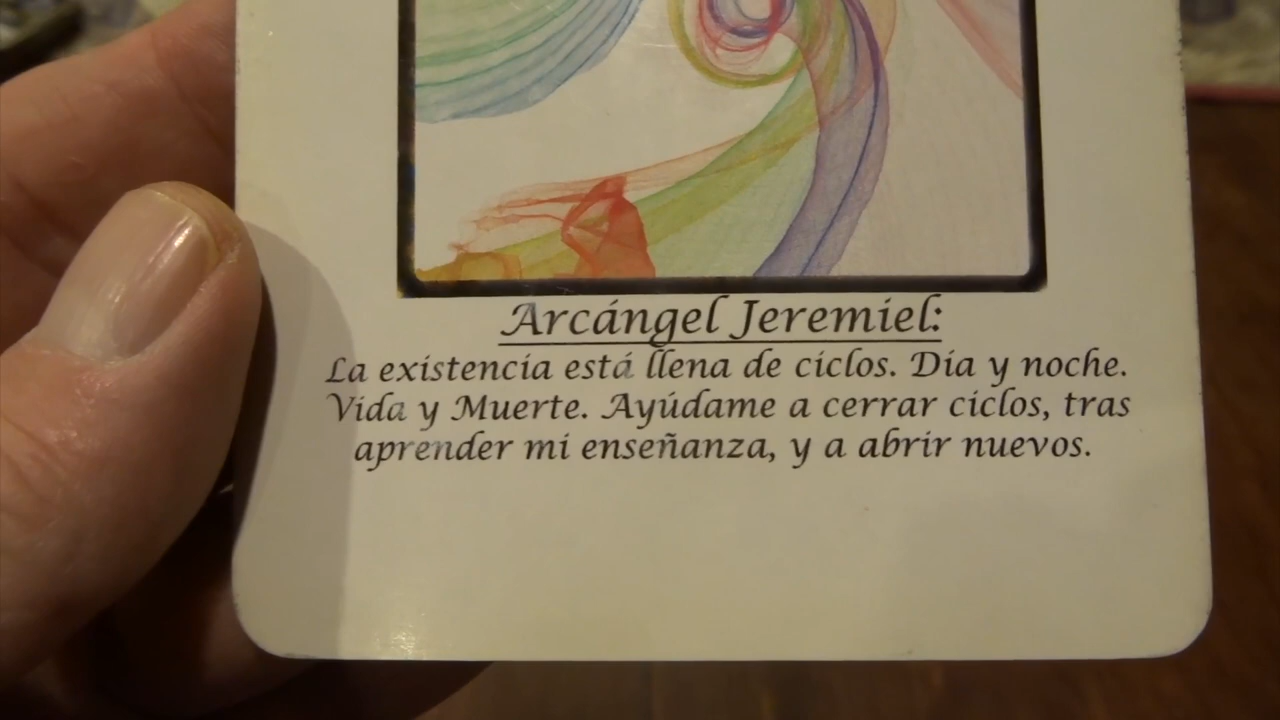 Arcángel Jeremiel:
La existencia está llena de ciclos. Día y noche.
Vida y Muerte. Ayúdame a cerrar ciclos, tras
aprender mi enseñanza, y a abrir nuevos.